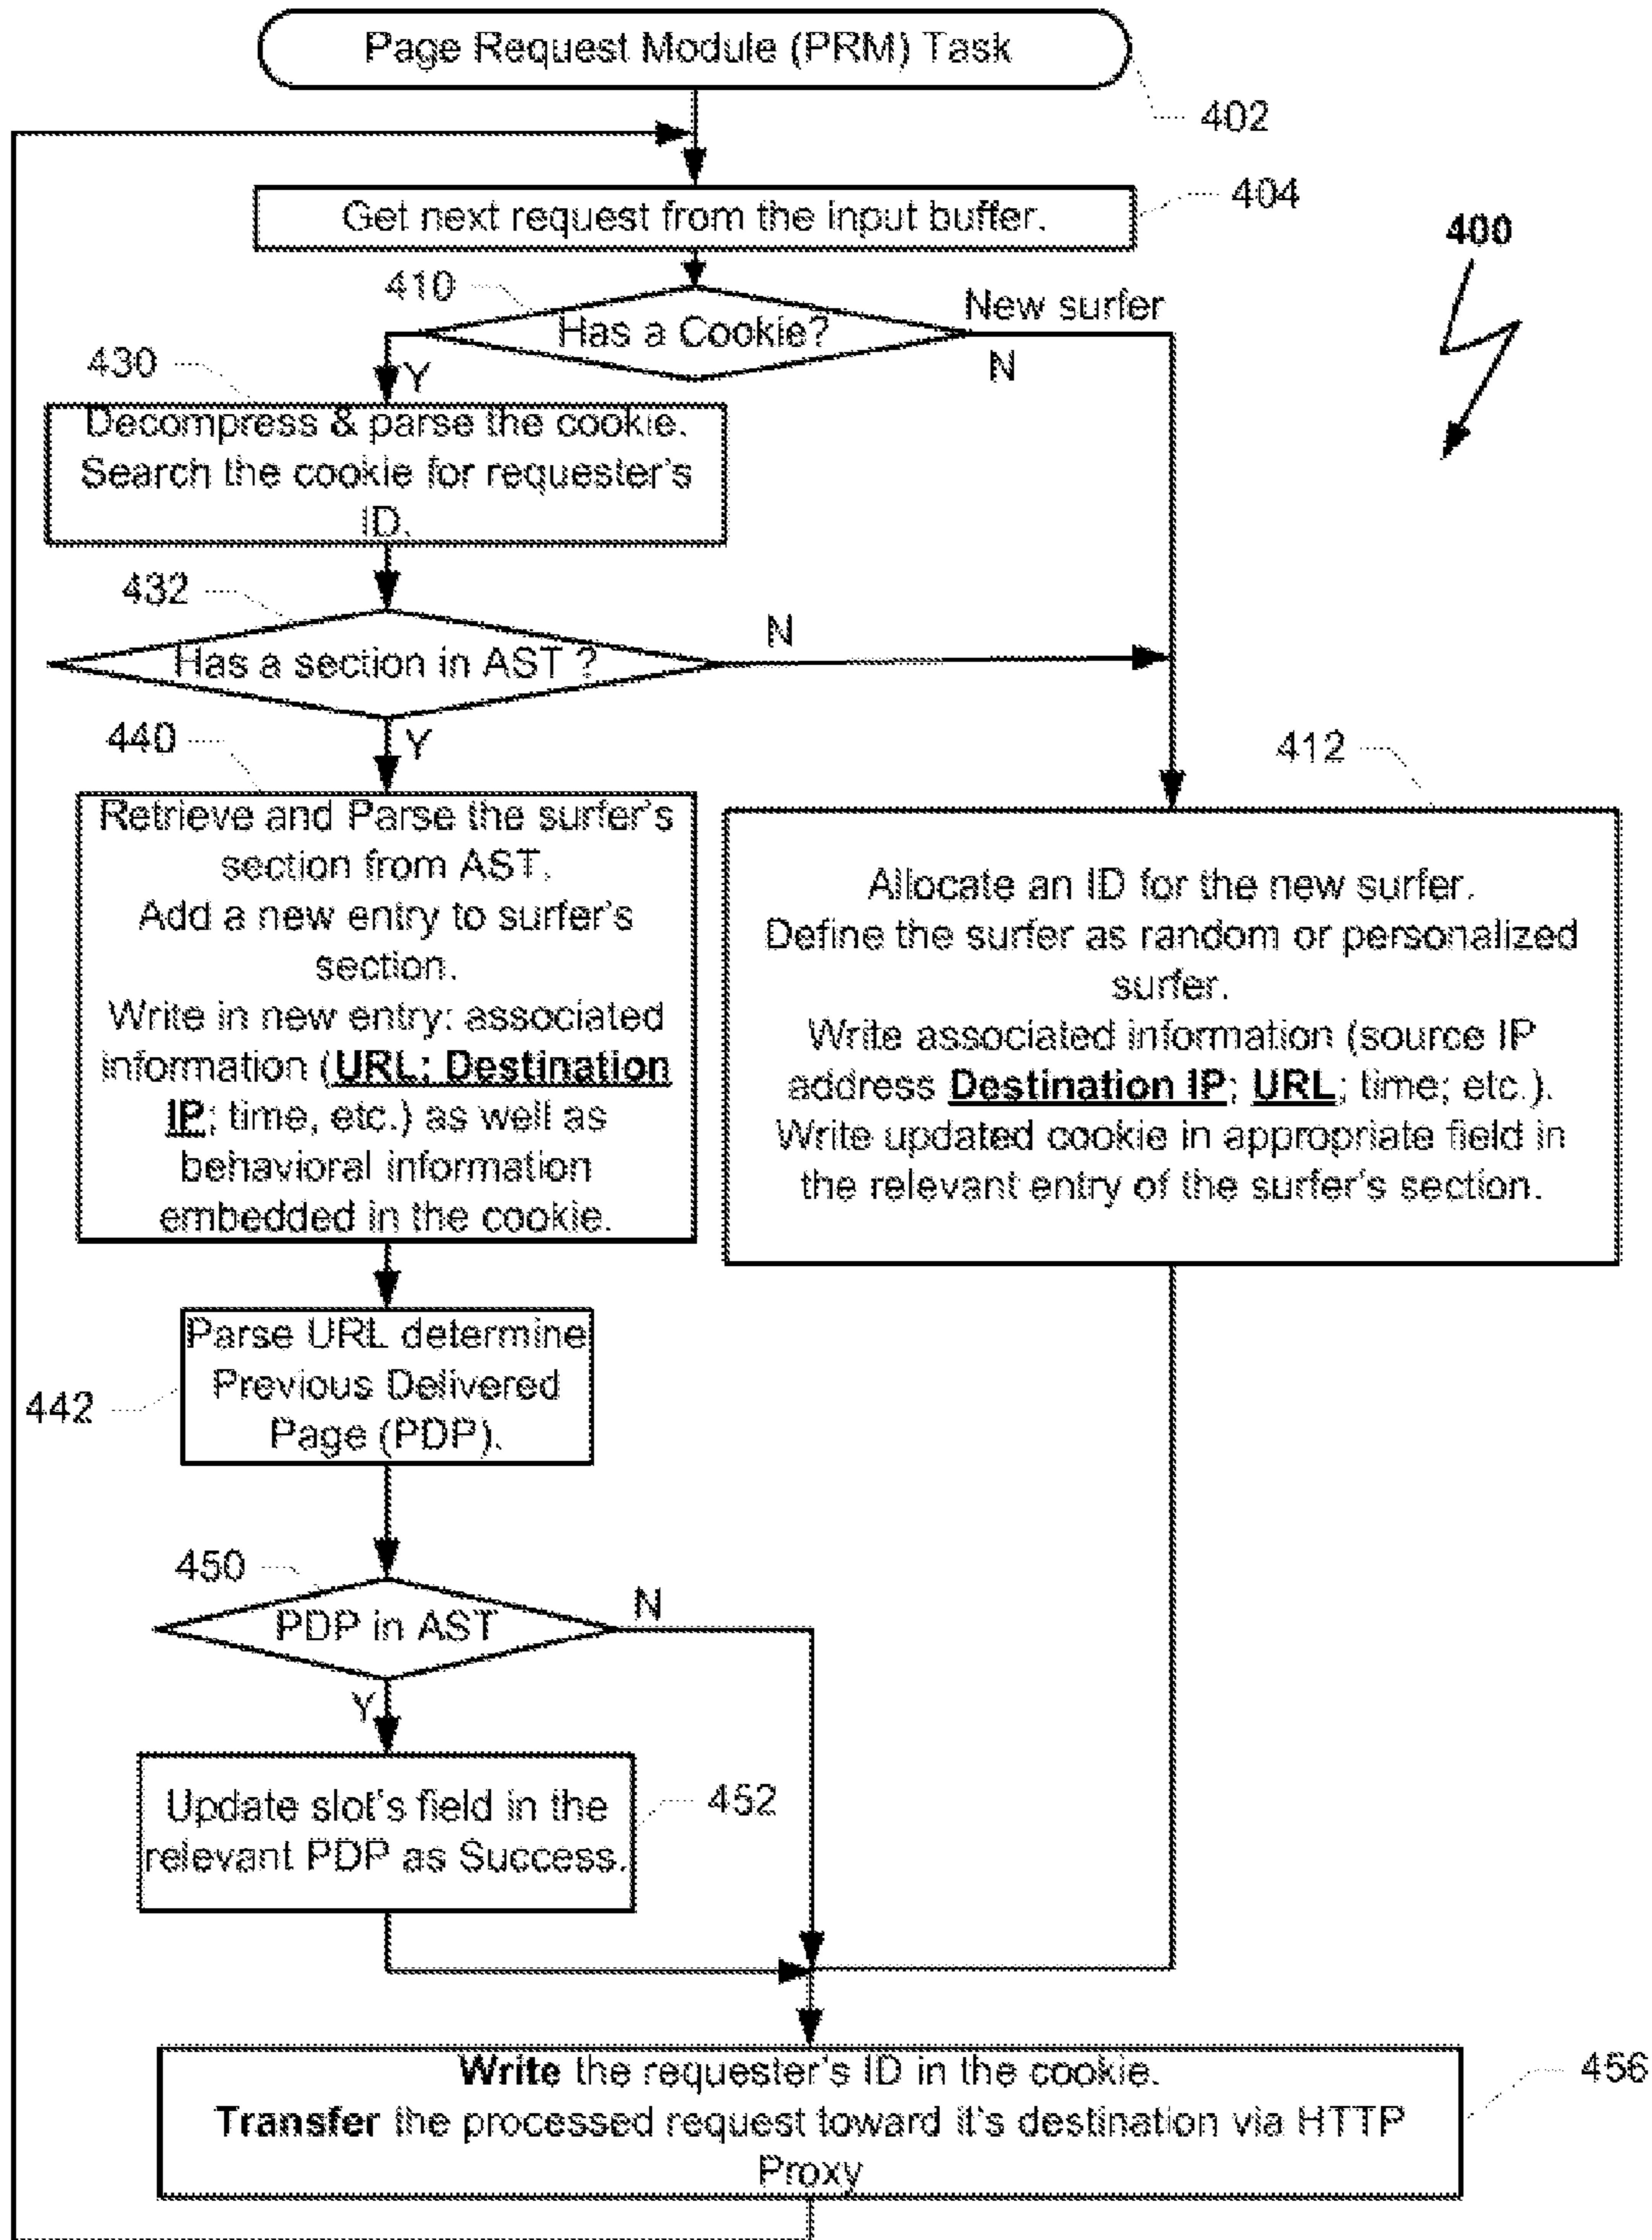 Page Request Module (PRM) Task
402
Get next request from the input buffer.
404
400
410
Has a Cookie?
New surfer
N
Y
430
Decompress & parse the cookie.
Search the cookie for requester's
ID.
432
Has a section in AST ?
N
Y
440
Retrieve and Parse the surfer's
section from AST.
Add a new entry to surfer's
section.
Write in new entry: associated
information (URL; Destination
IP; time, etc.) as well as
behavioral information
embedded in the cookie.
412
Allocate an ID for the new surfer.
Define the surfer as random or personalized
surfer.
Write associated information (source IP
address Destination IP; URL; time; etc.).
Write updated cookie in appropriate field in
the relevant entry of the surfer's section.
442
Parse URL determine
Previous Delivered
Page (PDP).
450
PDP in AST
N
Y
Update slot's field in the
relevant PDP as Success.
452
Write the requester's ID in the cookie.
Transfer the processed request toward it's destination via HTTP
Proxy
456